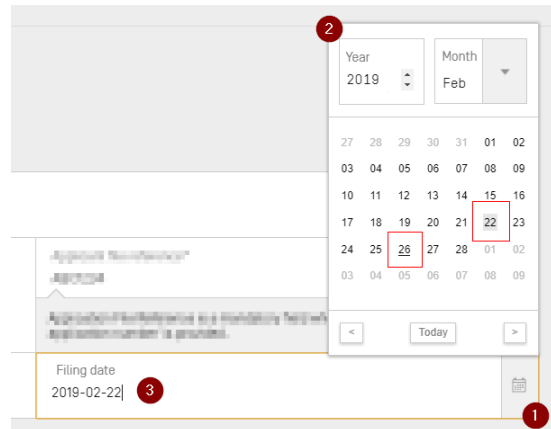 2
Year
2019
Month
Feb
27 28 29 30 31 01 02
03 04 05 06 07 08 09
10 11 12 13 14 15 16
17 18 19 20 21 22 23
24 25 26 27 28 01 02
03 04 05 06 07 08 09
< Today >
Filing date
2019-02-22
3
1